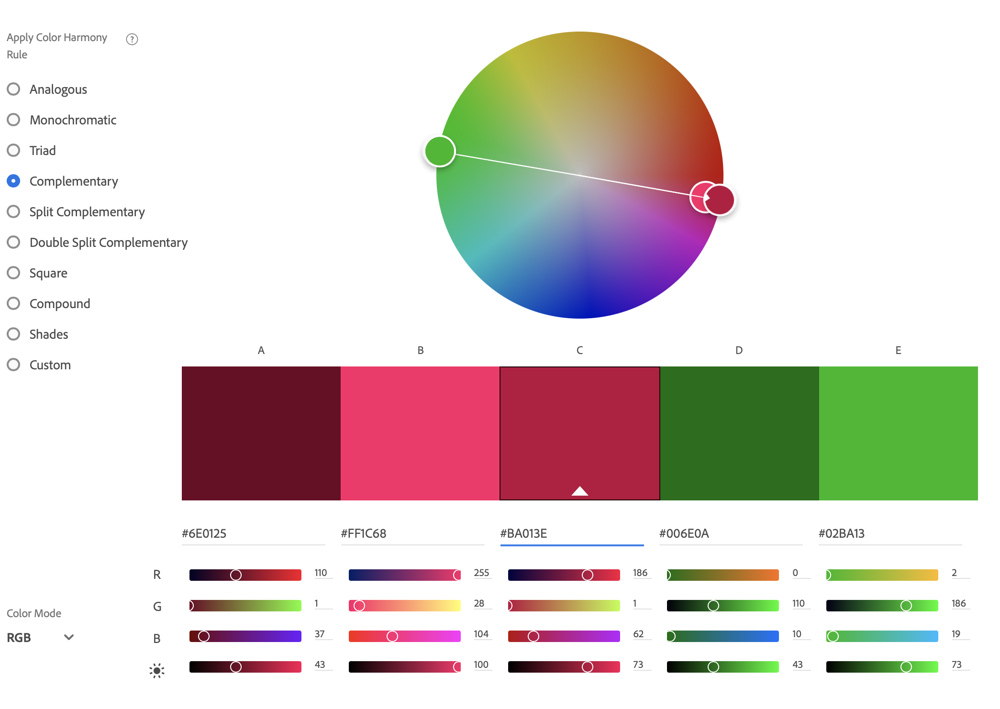 Apply Color Harmony
Rule
?
Analogous
Monochromatic
Triad
Complementary
Split Complementary
Double Split Complementary
Square
Compound
Shades
Custom
A B C D E
#6E0125 #FF1C68 #BA013E #006E0A #02BA13
R 110 255 186 0 2
G 1 28 1 110 186
B 37 104 62 10 19
43 100 73 43 73
Color Mode
RGB